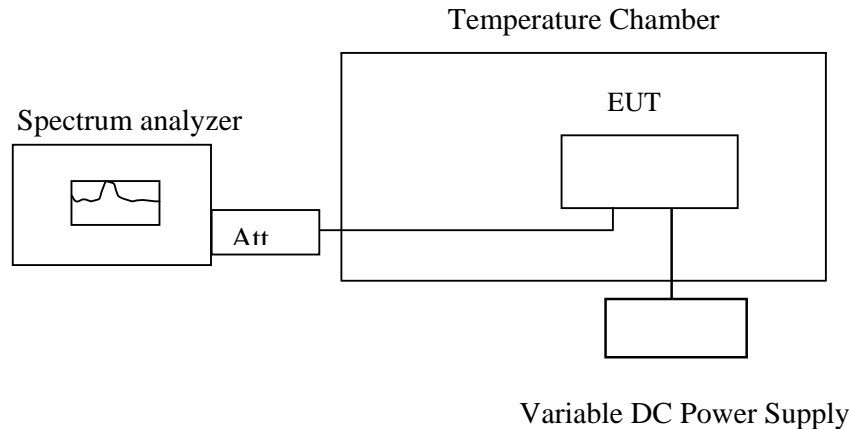 Temperature Chamber
EUT
Spectrum analyzer
Att
Variable DC Power Supply